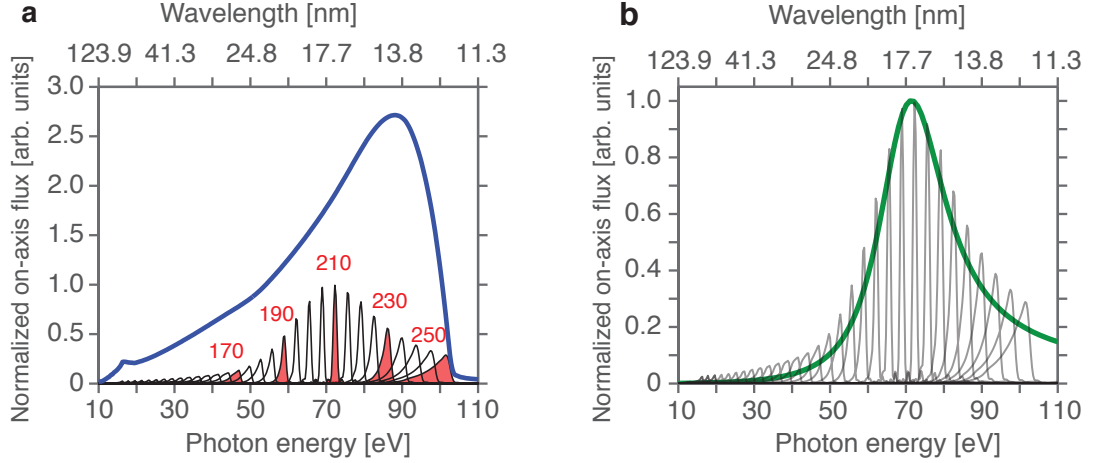 a
Wavelength [nm]
123.9 41.3 24.8 17.7 13.8 11.3
Normalized on-axis flux [arb. units]
3.0
2.5
2.0
1.5
1.0
0.5
0
210
190
230
170
250
10 30 50 70 90 110
Photon energy [eV]
b
Wavelength [nm]
123.9 41.3 24.8 17.7 13.8 11.3
Normalized on-axis flux [arb. units]
1.0
0.8
0.6
0.4
0.2
0
10 30 50 70 90 110
Photon energy [eV]